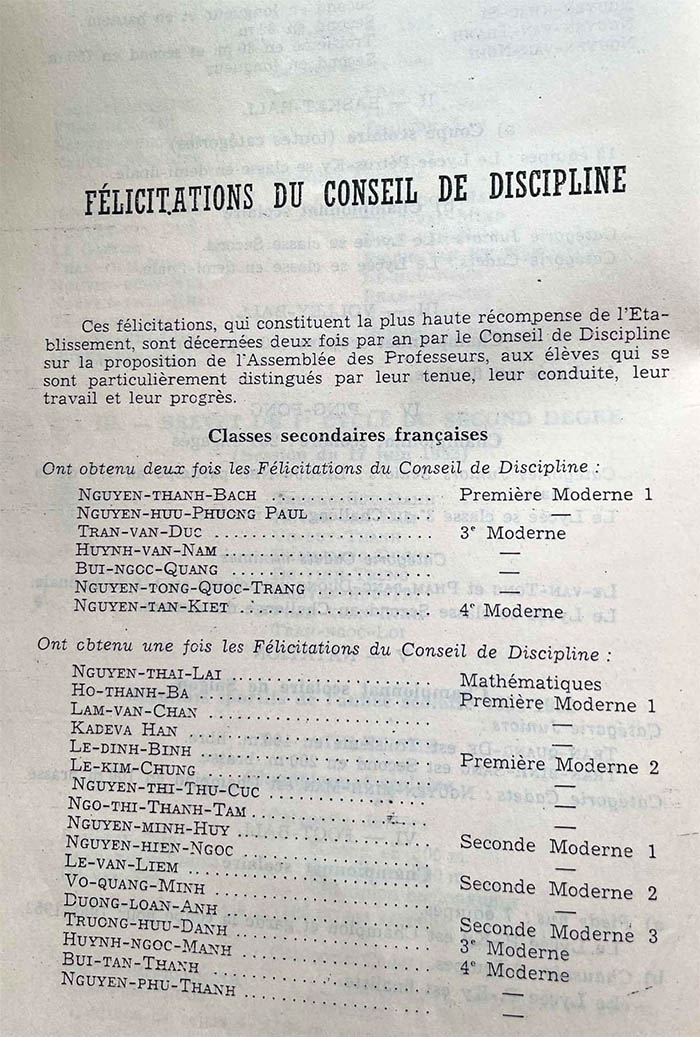 FÉLICITATIONS DU CONSEIL DE DISCIPLINE
Ces félicitations, qui constituent la plus haute récompense de l'Eta-
blissement, sont décernées deux fois par an par le Conseil de Discipline
sur la proposition de l'Assemblée des Professeurs, aux élèves qui se
sont particulièrement distingués par leur tenue, leur conduite, leur
travail et leur progrès.
Classes secondaires françaises
Ont obtenu deux fois les Félicitations du Conseil de Discipline :
NGUYEN-THANH-BACH . . . . . . . . . . Première Moderne 1
NGUYEN-HUU-PHUONG PAUL . . . . . . . . . . —
TRAN-VAN-DUC . . . . . . . . . . 3e Moderne
HUYNH-VAN-NAM . . . . . . . . . . —
BUI-NGOC-QUANG . . . . . . . . . . —
NGUYEN-TONG-QUOC-TRANG . . . . . . . . . . —
NGUYEN-TAN-KIET . . . . . . . . . . 4e Moderne
Ont obtenu une fois les Félicitations du Conseil de Discipline :
NGUYEN-THAI-LAI . . . . . . . . . . Mathématiques
HO-THANH-BA . . . . . . . . . . Première Moderne 1
LAM-VAN-CHAN . . . . . . . . . . —
KADEVA HAN . . . . . . . . . . —
LE-DINH-BINH . . . . . . . . . . Première Moderne 2
LE-KIM-CHUNG . . . . . . . . . . —
NGUYEN-THI-THU-CUC . . . . . . . . . . —
NGO-THI-THANH-TAM . . . . . . . . . . —
NGUYEN-MINH-HUY . . . . . . . . . . Seconde Moderne 1
NGUYEN-HIEN-NGOC . . . . . . . . . . —
LE-VAN-LIEM . . . . . . . . . . Seconde Moderne 2
VO-QUANG-MINH . . . . . . . . . . —
DUONG-LOAN-ANH . . . . . . . . . . Seconde Moderne 3
TRUONG-HUU-DANH . . . . . . . . . . 3e Moderne
HUYNH-NGOC-MANH . . . . . . . . . . 4e Moderne
BUI-TAN-THANH . . . . . . . . . . —
NGUYEN-PHU-THANH . . . . . . . . . . —